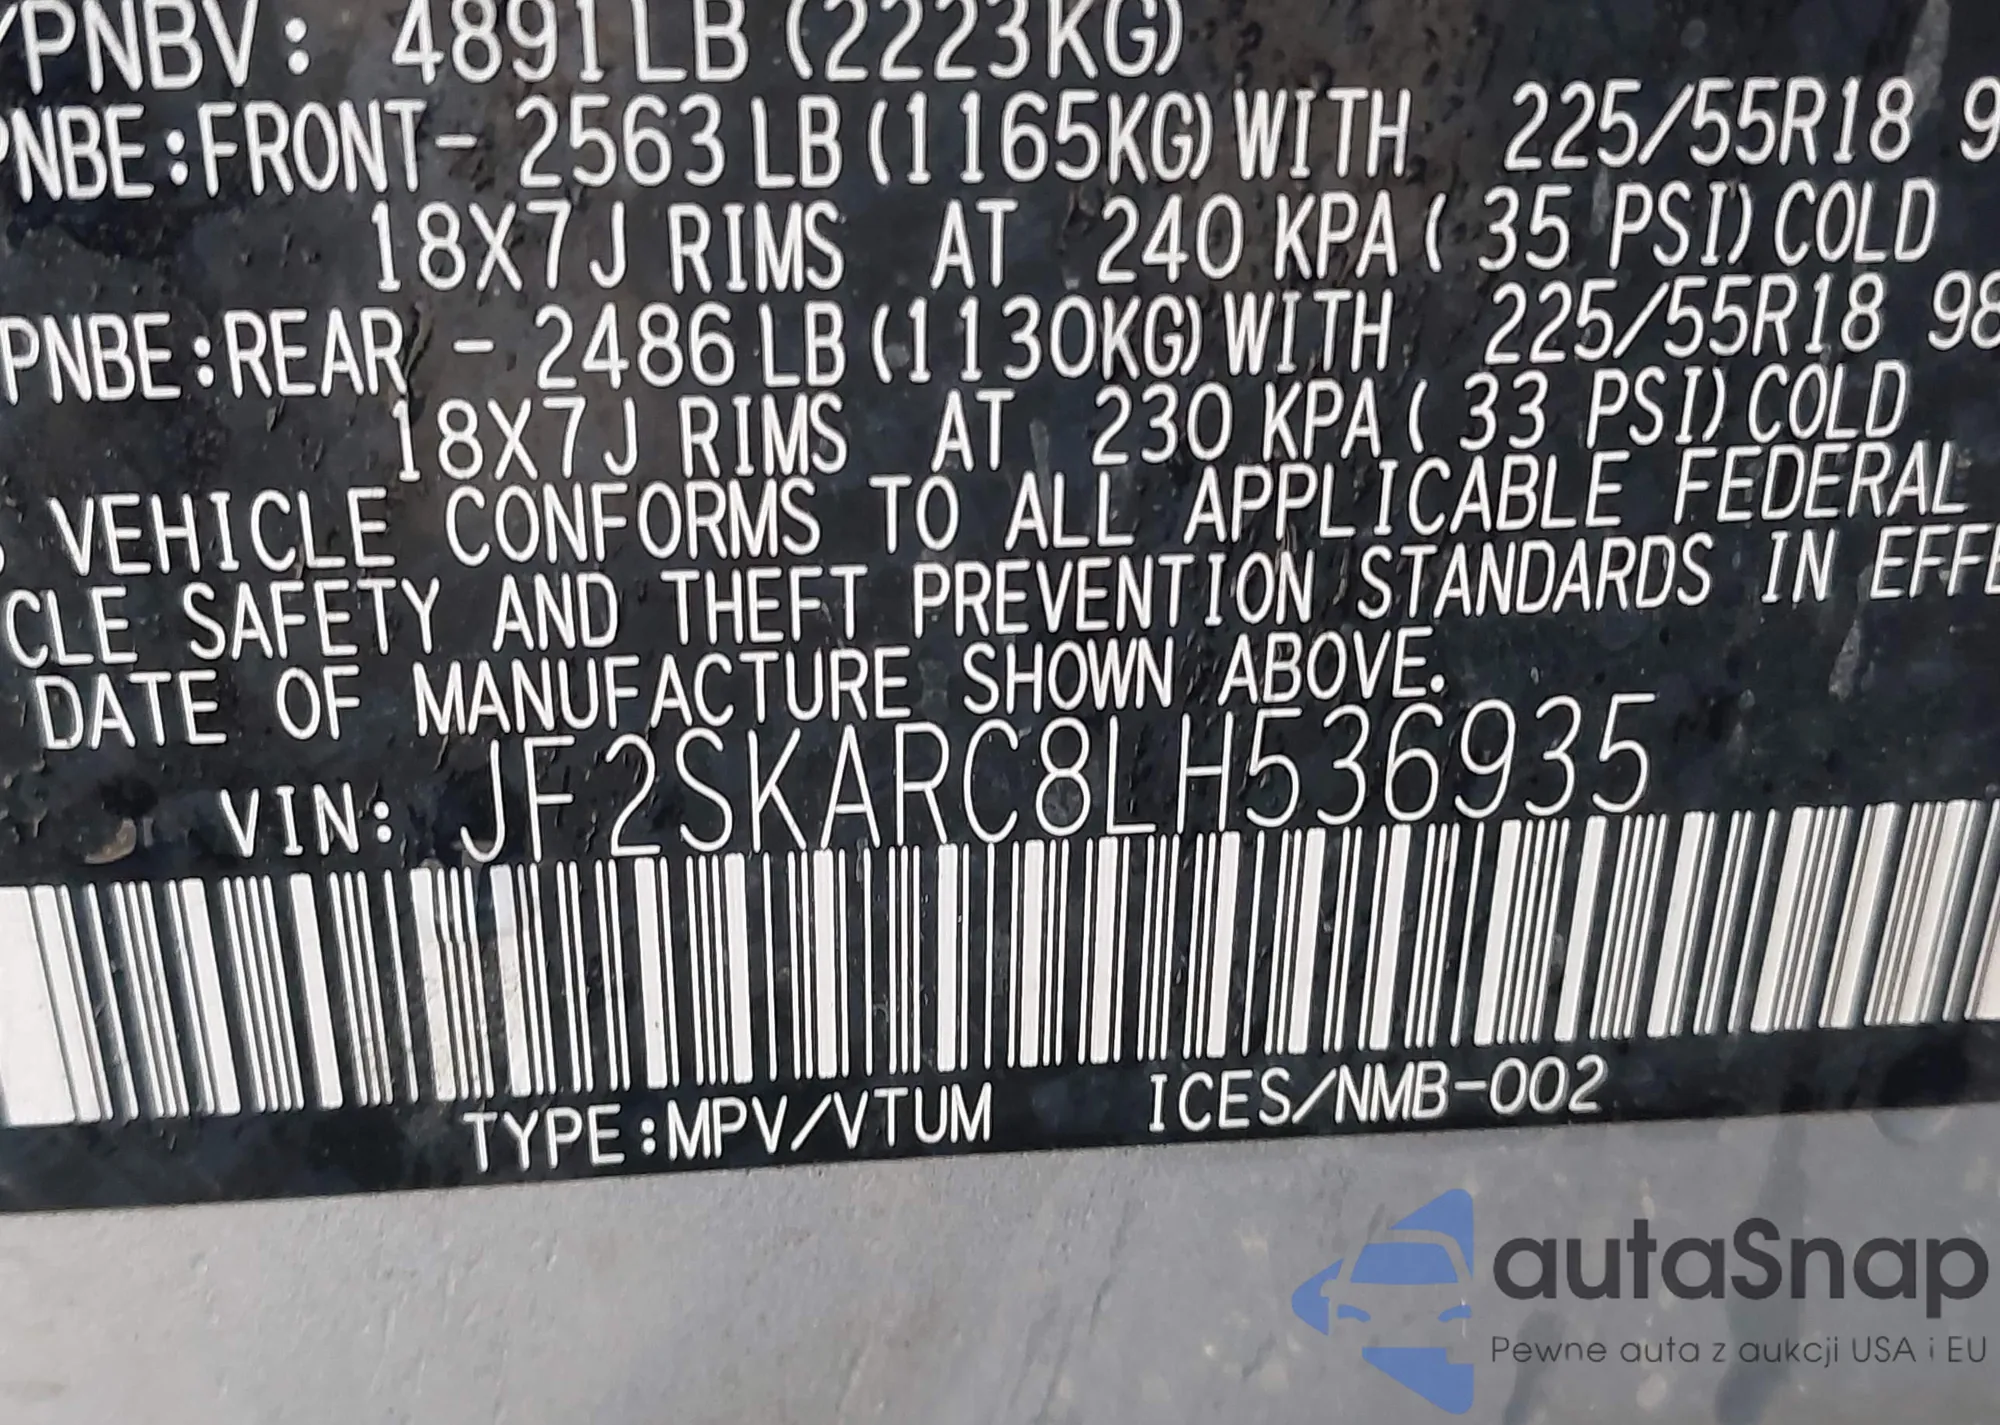 /PNBV: 4891LB (2223KG)
PNBE:FRONT- 2563 LB (1165KG) WITH 225/55R18 9
18X7J RIMS AT 240 KPA ( 35 PSI) COLD
PNBE:REAR - 2486 LB (1130KG) WITH 225/55R18 98
18X7J RIMS AT 230 KPA ( 33 PSI) COLD
S VEHICLE CONFORMS TO ALL APPLICABLE FEDERAL
CLE SAFETY AND THEFT PREVENTION STANDARDS IN EFFE
DATE OF MANUFACTURE SHOWN ABOVE.
VIN: JF2SKARC8LH536935
TYPE:MPV/VTUM ICES/NMB-002
autaSnap
Pewne auta z aukcji USA i EU